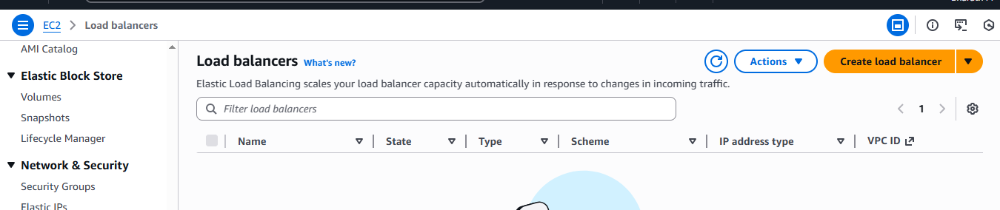 EC2 > Load balancers
AMI Catalog
Elastic Block Store
Volumes
Snapshots
Lifecycle Manager
Network & Security
Security Groups
Elastic IPs
Load balancers What's new?
Actions
Create load balancer
Elastic Load Balancing scales your load balancer capacity automatically in response to changes in incoming traffic.
Filter load balancers
1
Name State Type Scheme IP address type VPC ID